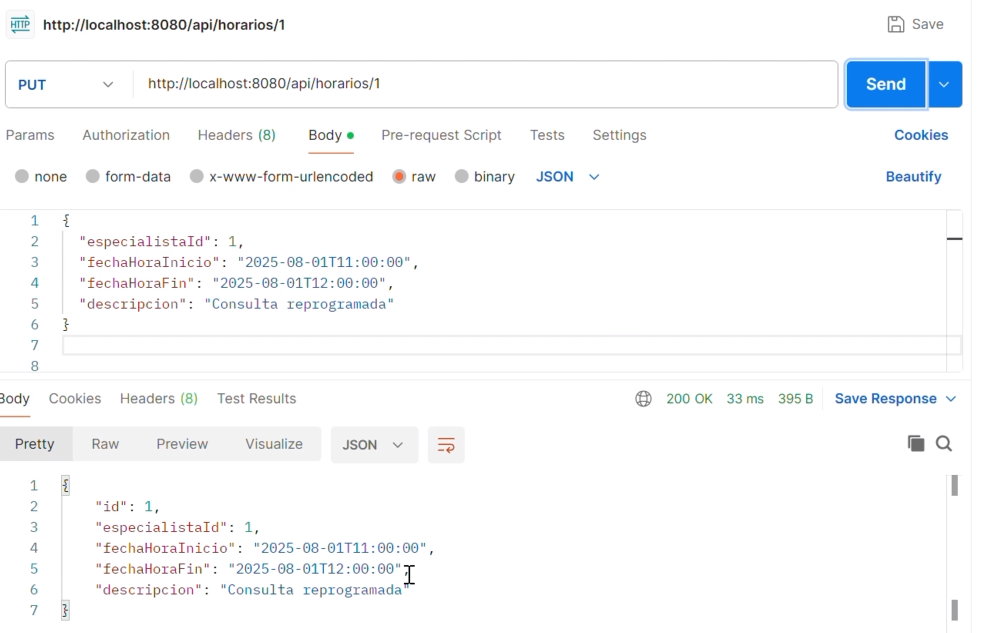 HTTP http://localhost:8080/api/horarios/1 Save
PUT http://localhost:8080/api/horarios/1 Send
Params Authorization Headers (8) Body Pre-request Script Tests Settings Cookies
none form-data x-www-form-urlencoded raw binary JSON Beautify
1 {
2 "especialistaId": 1,
3 "fechaHoraInicio": "2025-08-01T11:00:00",
4 "fechaHoraFin": "2025-08-01T12:00:00",
5 "descripcion": "Consulta reprogramada"
6 }
7
8
Body Cookies Headers (8) Test Results 200 OK 33 ms 395 B Save Response
Pretty Raw Preview Visualize JSON
1 {
2 "id": 1,
3 "especialistaId": 1,
4 "fechaHoraInicio": "2025-08-01T11:00:00",
5 "fechaHoraFin": "2025-08-01T12:00:00",
6 "descripcion": "Consulta reprogramada"
7 }